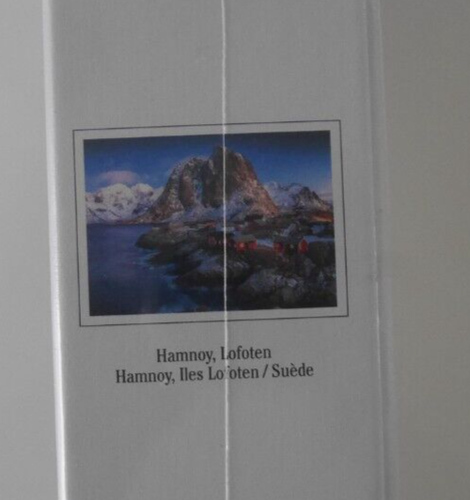 Hamnoy, Lofoten
Hamnoy, Iles Lofoten / Suède